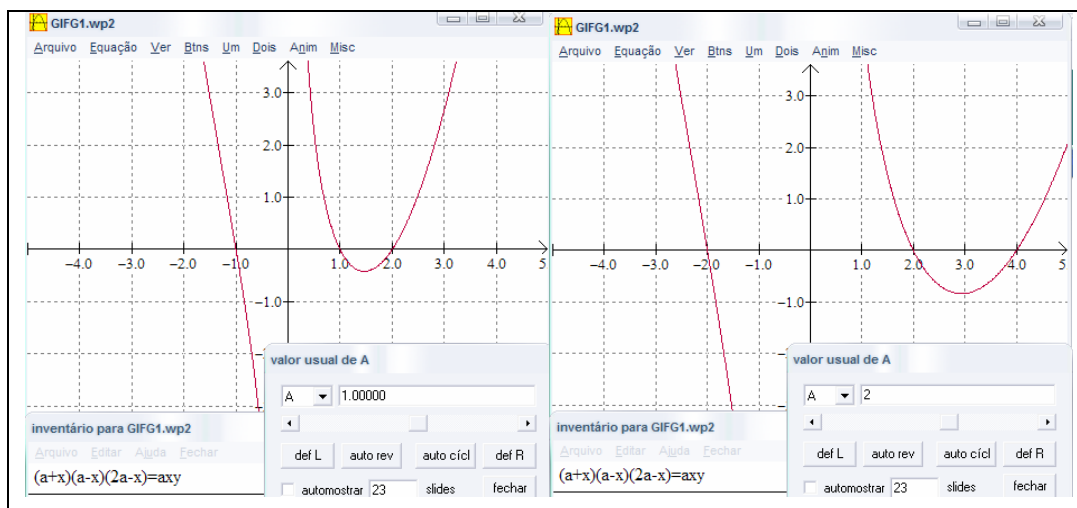 GIFG1.wp2
Arquivo Equação Ver Btns Um Dois Anim Misc
3.0
2.0
1.0
−4.0 −3.0 −2.0 −1.0 1.0 2.0 3.0 4.0 5
−1.0
valor usual de A
A 1.00000
def L auto rev auto cícl def R
automostrar 23 slides fechar
inventário para GIFG1.wp2
Arquivo Editar Ajuda Fechar
(a+x)(a-x)(2a-x)=axy
GIFG1.wp2
Arquivo Equação Ver Btns Um Dois Anim Misc
3.0
2.0
1.0
−4.0 −3.0 −2.0 −1.0 1.0 2.0 3.0 4.0 5
−1.0
valor usual de A
A 2
def L auto rev auto cícl def R
automostrar 23 slides fechar
inventário para GIFG1.wp2
Arquivo Editar Ajuda Fechar
(a+x)(a-x)(2a-x)=axy